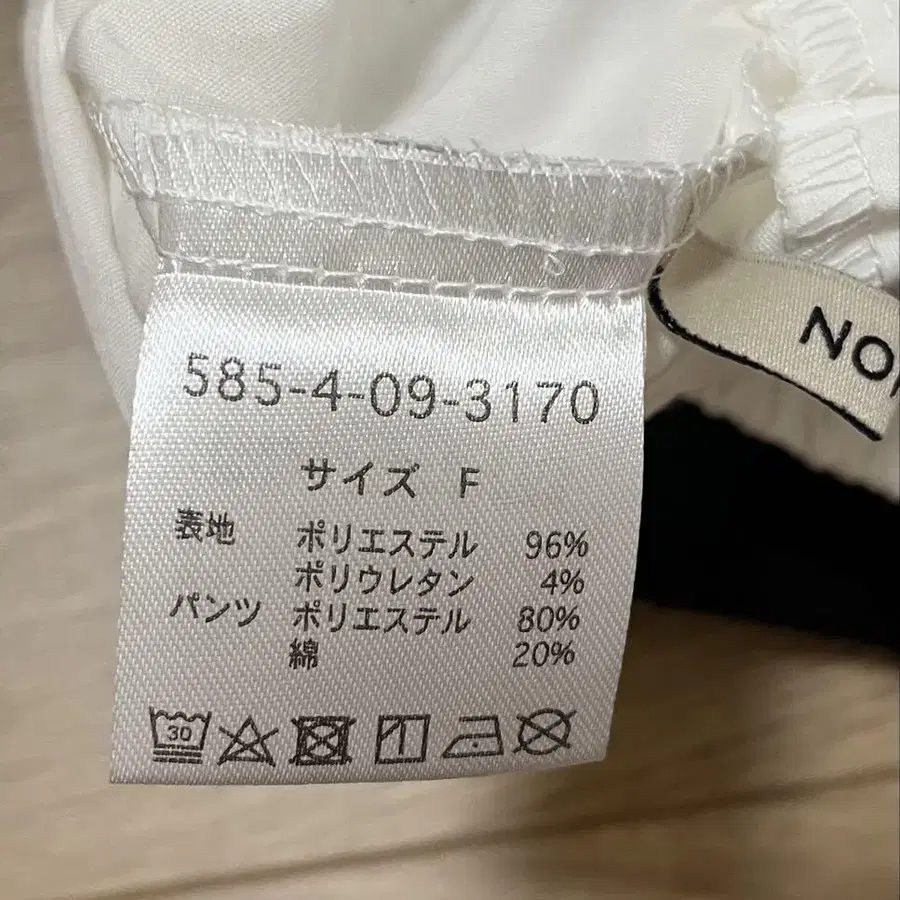 585-4-09-3170
サイズ F
表地 ポリエステル 96%
ポリウレタン 4%
パンツ ポリエステル 80%
綿 20%
30
NO